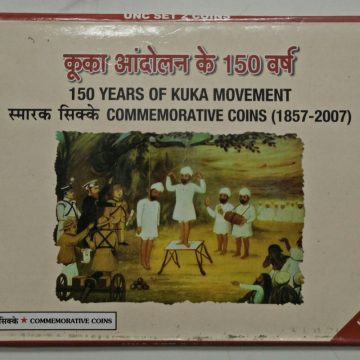 UNC SET 2 COINS
कूका आंदोलन के 150 वर्ष
150 YEARS OF KUKA MOVEMENT
स्मारक सिक्के COMMEMORATIVE COINS (1857-2007)
सिक्के ★ COMMEMORATIVE COINS